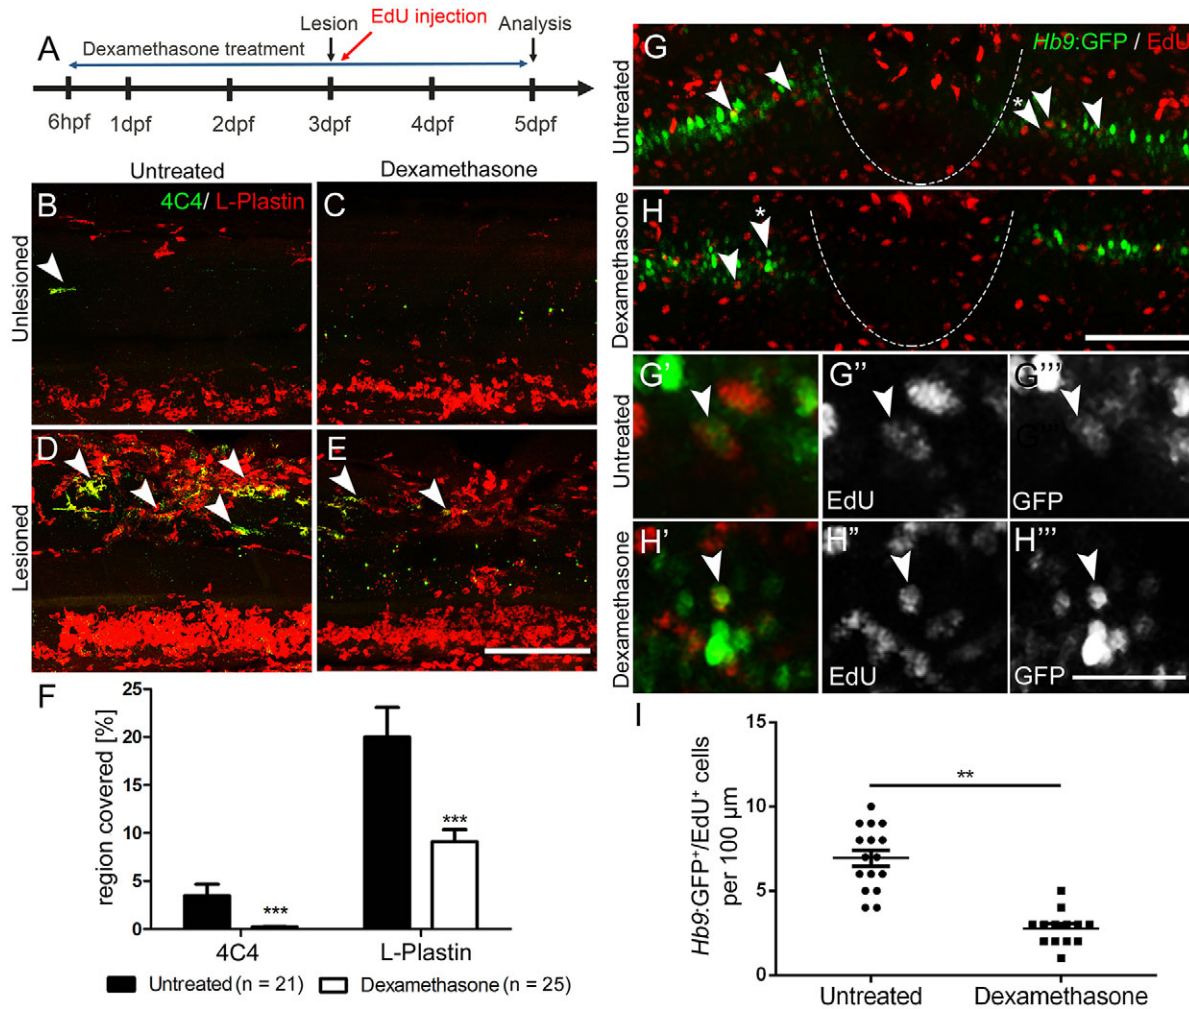 A
Lesion
EdU injection
Analysis
Dexamethasone treatment
6hpf
1dpf
2dpf
3dpf
4dpf
5dpf
Untreated
Dexamethasone
Unlesioned
B
4C4/ L-Plastin
C
Lesioned
D
E
F
region covered [%]
25
20
15
10
5
0
***
***
4C4
L-Plastin
Untreated (n = 21)
Dexamethasone (n = 25)
G
Hb9:GFP / EdU
Untreated
*
H
Dexamethasone
*
Untreated
G'
G''
EdU
G'''
GFP
Dexamethasone
H'
H''
EdU
H'''
GFP
I
Hb9:GFP⁺/EdU⁺ cells
per 100 μm
15
10
5
0
**
Untreated
Dexamethasone